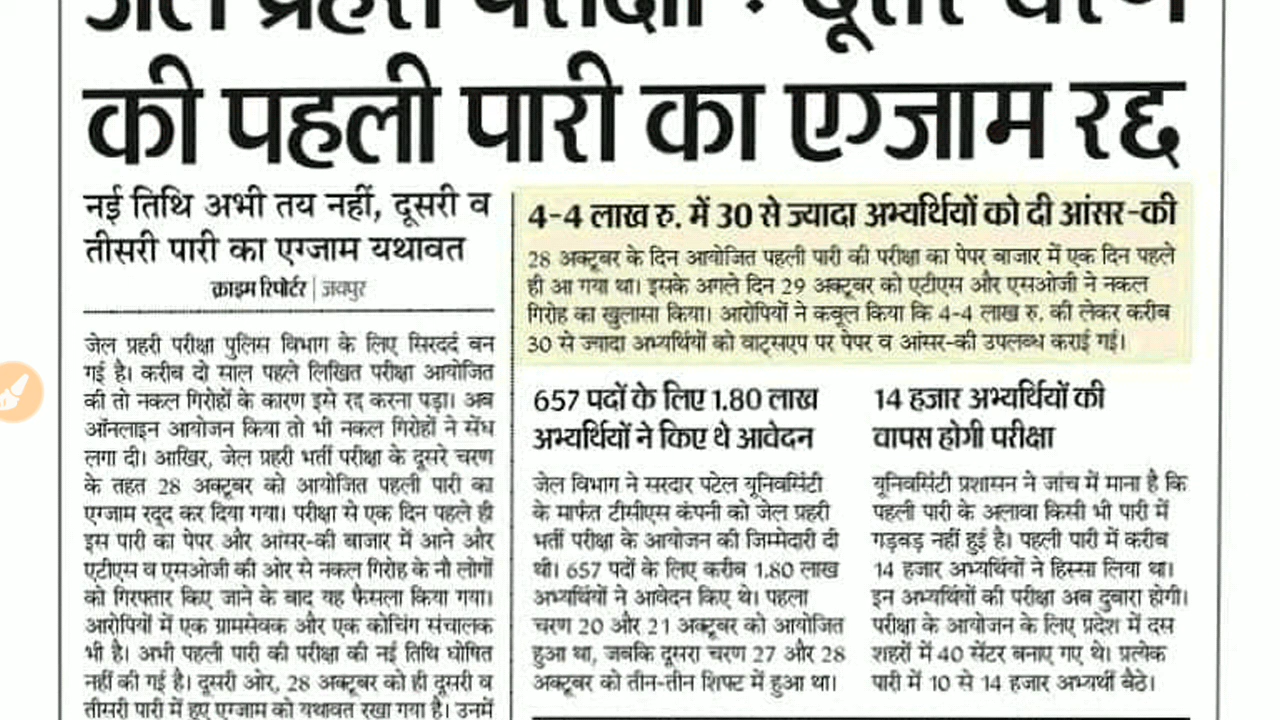 जेल प्रहरी परीक्षा : दूसरे चरण
की पहली पारी का एग्जाम रद्द
नई तिथि अभी तय नहीं, दूसरी व
तीसरी पारी का एग्जाम यथावत
क्राइम रिपोर्टर | जयपुर
जेल प्रहरी परीक्षा पुलिस विभाग के लिए सिरदर्द बन
गई है। करीब दो साल पहले लिखित परीक्षा आयोजित
की तो नकल गिरोहों के कारण इसे रद्द करना पड़ा। अब
ऑनलाइन आयोजन किया तो भी नकल गिरोहों ने सेंध
लगा दी। आखिर, जेल प्रहरी भर्ती परीक्षा के दूसरे चरण
के तहत 28 अक्टूबर को आयोजित पहली पारी का
एग्जाम रद्द कर दिया गया। परीक्षा से एक दिन पहले ही
इस पारी का पेपर और आंसर-की बाजार में आने और
एटीएस व एसओजी की ओर से नकल गिरोह के नौ लोगों
को गिरफ्तार किए जाने के बाद यह फैसला किया गया।
आरोपियों में एक ग्रामसेवक और एक कोचिंग संचालक
भी है। अभी पहली पारी की परीक्षा की नई तिथि घोषित
नहीं की गई है। दूसरी ओर, 28 अक्टूबर को ही दूसरी व
तीसरी पारी में हुए एग्जाम को यथावत रखा गया है। उनमें
4-4 लाख रु. में 30 से ज्यादा अभ्यर्थियों को दी आंसर-की
28 अक्टूबर के दिन आयोजित पहली पारी की परीक्षा का पेपर बाजार में एक दिन पहले
ही आ गया था। इसके अगले दिन 29 अक्टूबर को एटीएस और एसओजी ने नकल
गिरोह का खुलासा किया। आरोपियों ने कबूल किया कि 4-4 लाख रु. की लेकर करीब
30 से ज्यादा अभ्यर्थियों को वाट्सएप पर पेपर व आंसर-की उपलब्ध कराई गई।
657 पदों के लिए 1.80 लाख
अभ्यर्थियों ने किए थे आवेदन
जेल विभाग ने सरदार पटेल यूनिवर्सिटी
के मार्फत टीसीएस कंपनी को जेल प्रहरी
भर्ती परीक्षा के आयोजन की जिम्मेदारी दी
थी। 657 पदों के लिए करीब 1.80 लाख
अभ्यर्थियों ने आवेदन किए थे। पहला
चरण 20 और 21 अक्टूबर को आयोजित
हुआ था, जबकि दूसरा चरण 27 और 28
अक्टूबर को तीन-तीन शिफ्ट में हुआ था।
14 हजार अभ्यर्थियों की
वापस होगी परीक्षा
यूनिवर्सिटी प्रशासन ने जांच में माना है कि
पहली पारी के अलावा किसी भी पारी में
गड़बड़ नहीं हुई है। पहली पारी में करीब
14 हजार अभ्यर्थियों ने हिस्सा लिया था।
इन अभ्यर्थियों की परीक्षा अब दुबारा होगी।
परीक्षा के आयोजन के लिए प्रदेश में दस
शहरों में 40 सेंटर बनाए गए थे। प्रत्येक
पारी में 10 से 14 हजार अभ्यर्थी बैठे।